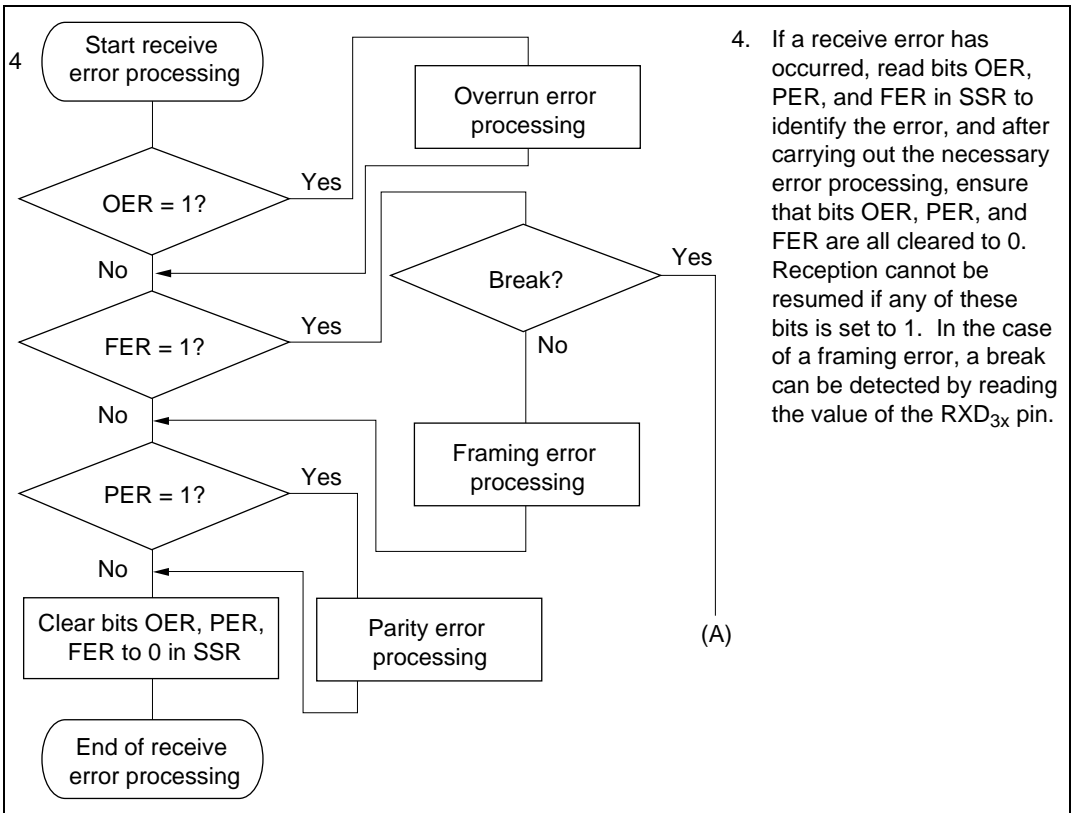 4
Start receive
error processing
Overrun error
processing
Yes
OER = 1?
No
Yes
FER = 1?
Break?
Yes
No
No
Framing error
processing
Yes
PER = 1?
No
Clear bits OER, PER,
FER to 0 in SSR
Parity error
processing
(A)
End of receive
error processing
4. If a receive error has
occurred, read bits OER,
PER, and FER in SSR to
identify the error, and after
carrying out the necessary
error processing, ensure
that bits OER, PER, and
FER are all cleared to 0.
Reception cannot be
resumed if any of these
bits is set to 1. In the case
of a framing error, a break
can be detected by reading
the value of the RXD3x pin.